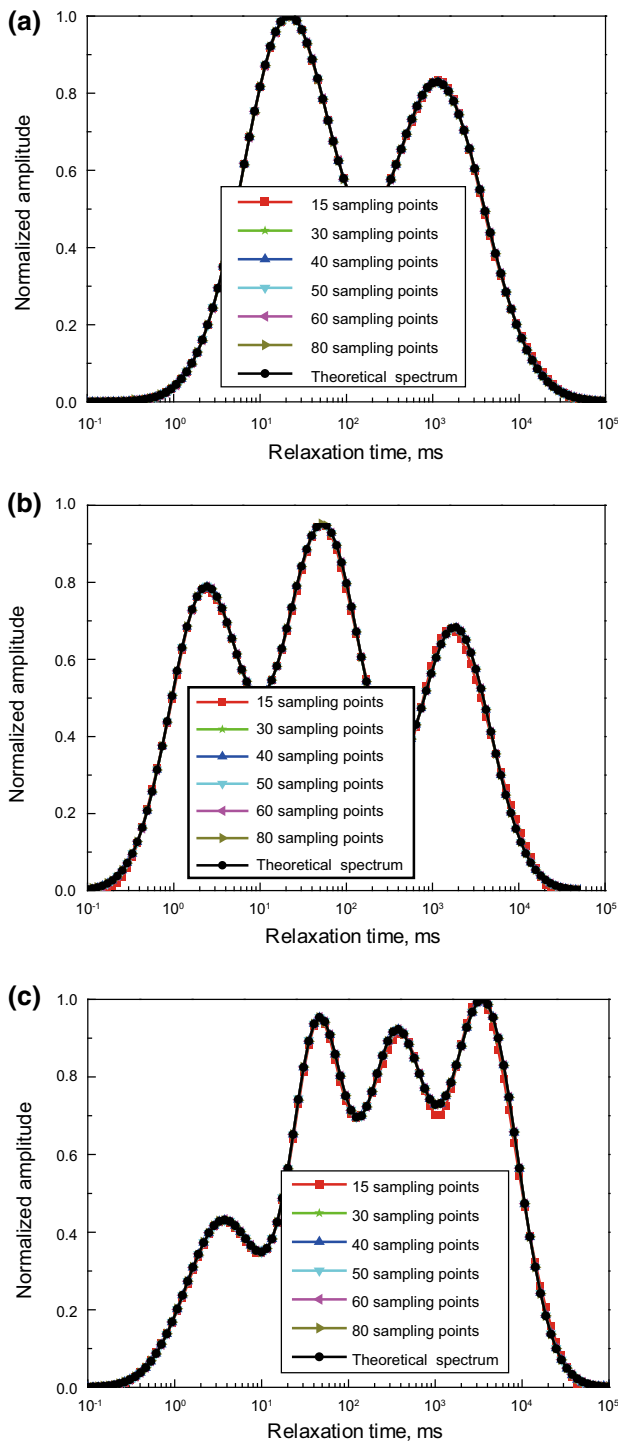 (a)
1.0
0.8
0.6
0.4
0.2
0.0
Normalized amplitude
15 sampling points
30 sampling points
40 sampling points
50 sampling points
60 sampling points
80 sampling points
Theoretical spectrum
10⁻¹ 10⁰ 10¹ 10² 10³ 10⁴ 10⁵
Relaxation time, ms
(b)
1.0
0.8
0.6
0.4
0.2
0.0
Normalized amplitude
15 sampling points
30 sampling points
40 sampling points
50 sampling points
60 sampling points
80 sampling points
Theoretical spectrum
10⁻¹ 10⁰ 10¹ 10² 10³ 10⁴ 10⁵
Relaxation time, ms
(c)
1.0
0.8
0.6
0.4
0.2
0.0
Normalized amplitude
15 sampling points
30 sampling points
40 sampling points
50 sampling points
60 sampling points
80 sampling points
Theoretical spectrum
10⁻¹ 10⁰ 10¹ 10² 10³ 10⁴ 10⁵
Relaxation time, ms